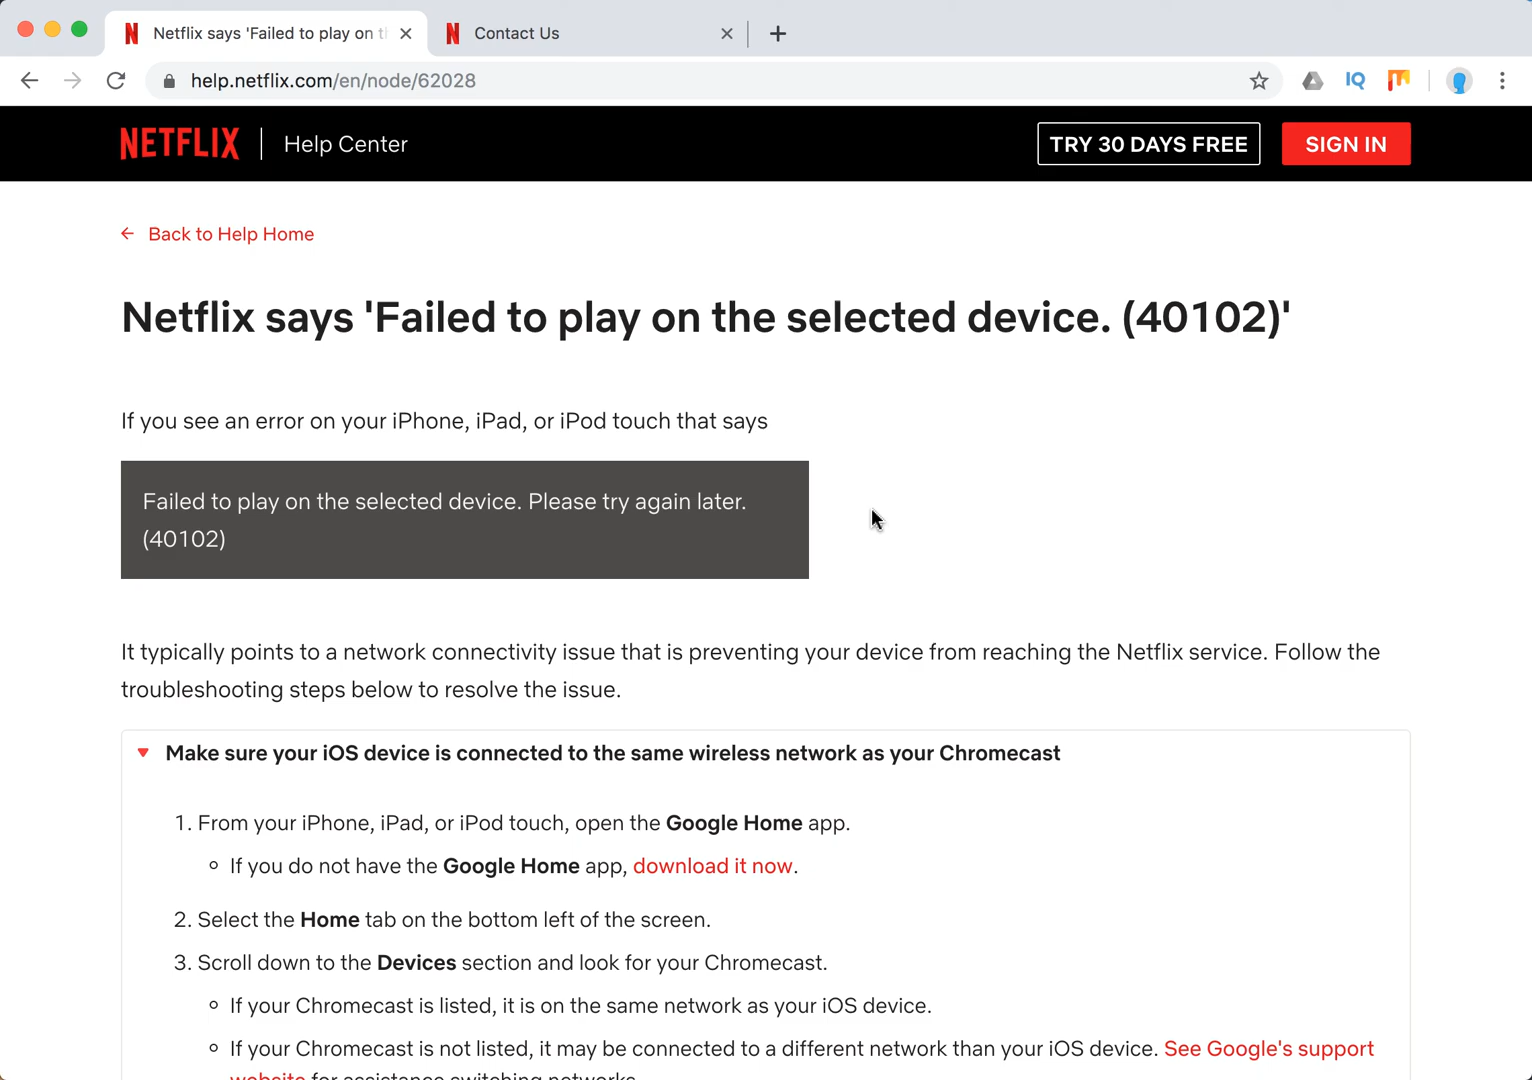 Netflix says 'Failed to play on t
Contact Us
help.netflix.com/en/node/62028
IQ
NETFLIX
Help Center
TRY 30 DAYS FREE
SIGN IN
← Back to Help Home
Netflix says 'Failed to play on the selected device. (40102)'
If you see an error on your iPhone, iPad, or iPod touch that says
Failed to play on the selected device. Please try again later.
(40102)
It typically points to a network connectivity issue that is preventing your device from reaching the Netflix service. Follow the
troubleshooting steps below to resolve the issue.
Make sure your iOS device is connected to the same wireless network as your Chromecast
1. From your iPhone, iPad, or iPod touch, open the Google Home app.
If you do not have the Google Home app, download it now.
2. Select the Home tab on the bottom left of the screen.
3. Scroll down to the Devices section and look for your Chromecast.
If your Chromecast is listed, it is on the same network as your iOS device.
If your Chromecast is not listed, it may be connected to a different network than your iOS device. See Google's support
website for assistance switching networks.